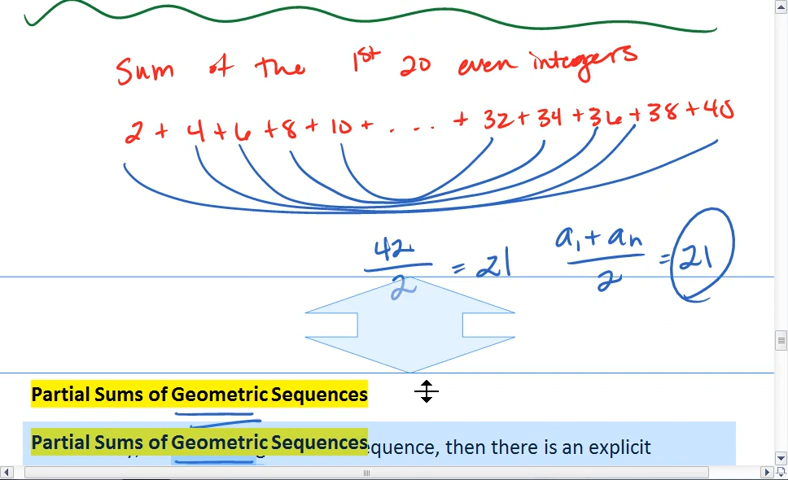 Sum of the 1st 20 even integers
2 + 4 + 6 + 8 + 10 + . . . + 32 + 34 + 36 + 38 + 40
42/2 = 21 a₁ + aₙ/2 = 21
Partial Sums of Geometric Sequences
Partial Sums of Geometric Sequences equence, then there is an explicit